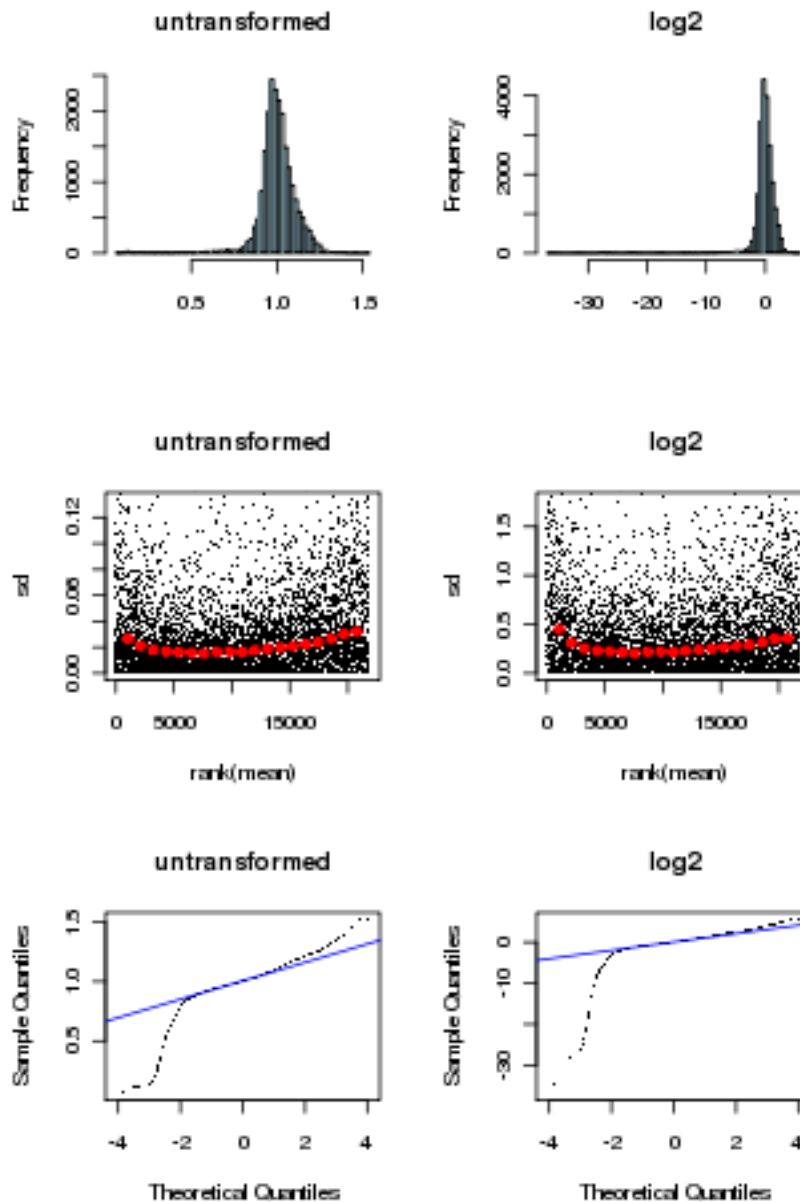 untransformed
log2
Frequency
0 1000 2000
0.5 1.0 1.5
Frequency
0 2000 4000
-30 -20 -10 0
untransformed
log2
sd
0.00 0.06 0.12
0 5000 15000
rank(mean)
sd
0.0 0.5 1.0 1.5
0 5000 15000
rank(mean)
untransformed
log2
Sample Quantiles
0.5 1.0 1.5
-4 -2 0 2 4
Theoretical Quantiles
Sample Quantiles
-30 -10 0
-4 -2 0 2 4
Theoretical Quantiles